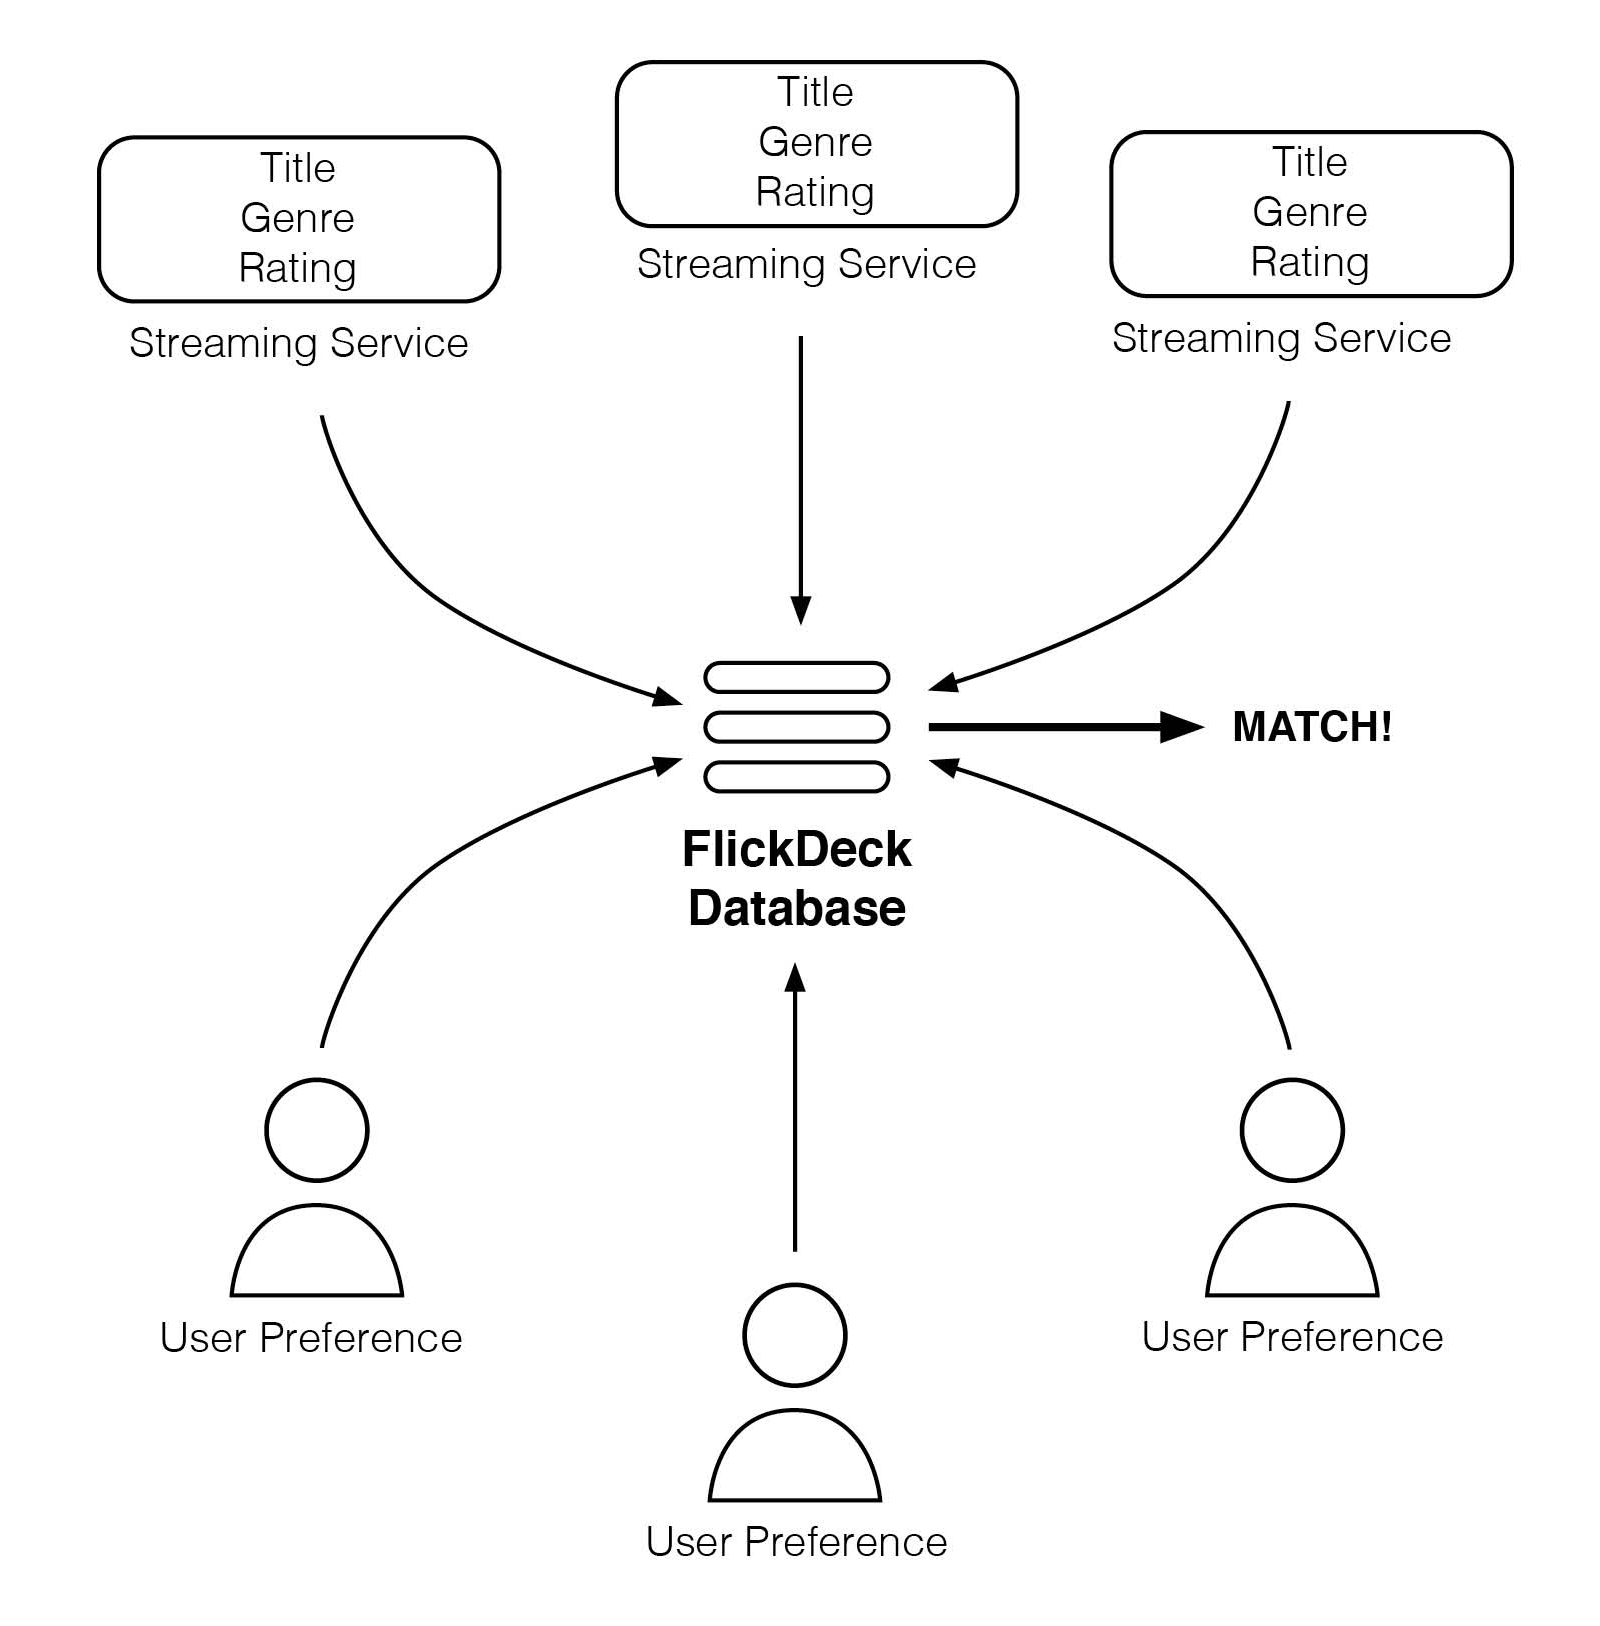 Title
Genre
Rating
Streaming Service
Title
Genre
Rating
Streaming Service
Title
Genre
Rating
Streaming Service
MATCH!
FlickDeck
Database
User Preference
User Preference
User Preference